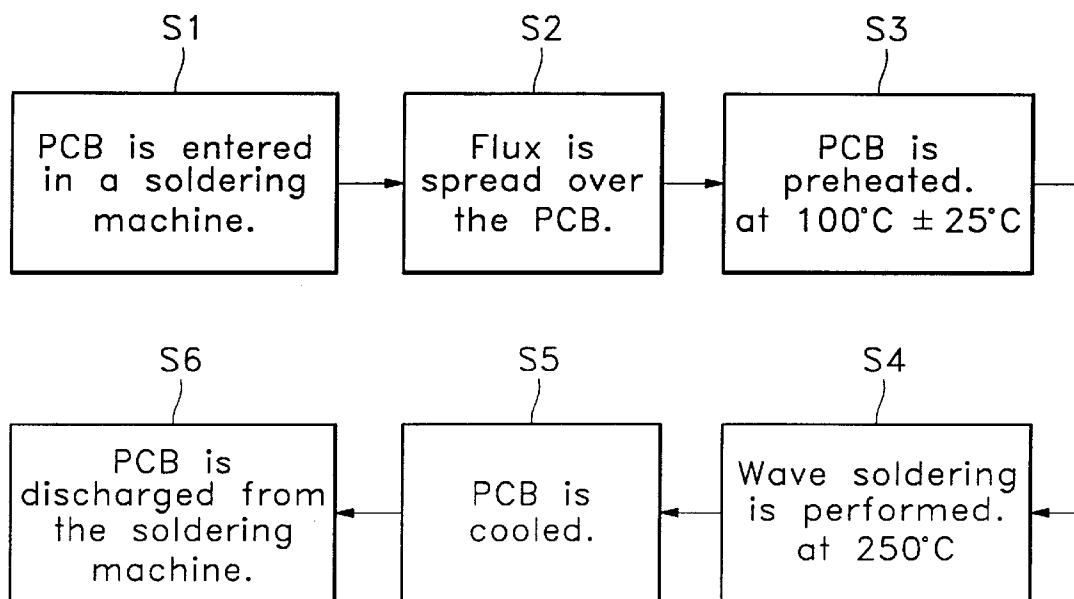 S1
PCB is entered
in a soldering
machine.
S2
Flux is
spread over
the PCB.
S3
PCB is
preheated.
at 100°C ± 25°C
S4
Wave soldering
is performed.
at 250°C
S5
PCB is
cooled.
S6
PCB is
discharged from
the soldering
machine.